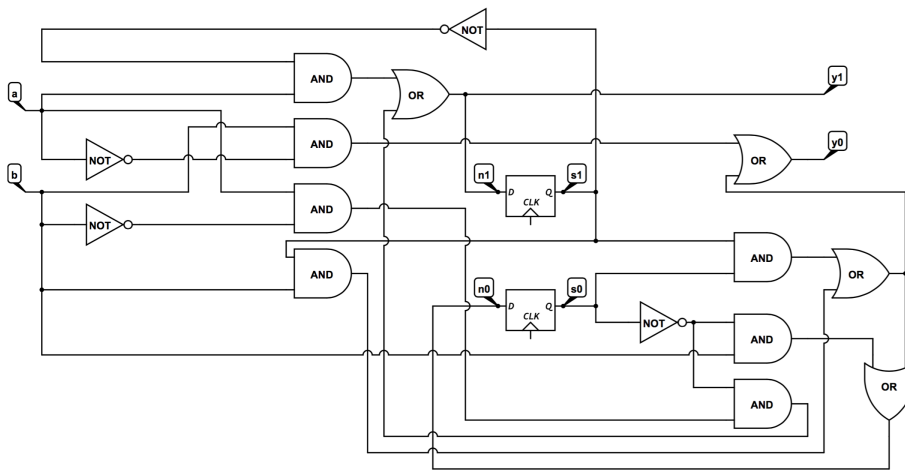 NOT
AND
OR
a
y1
AND
OR
y0
NOT
b
n1
D
Q
s1
CLK
AND
NOT
AND
AND
OR
n0
D
Q
s0
CLK
NOT
AND
OR
AND